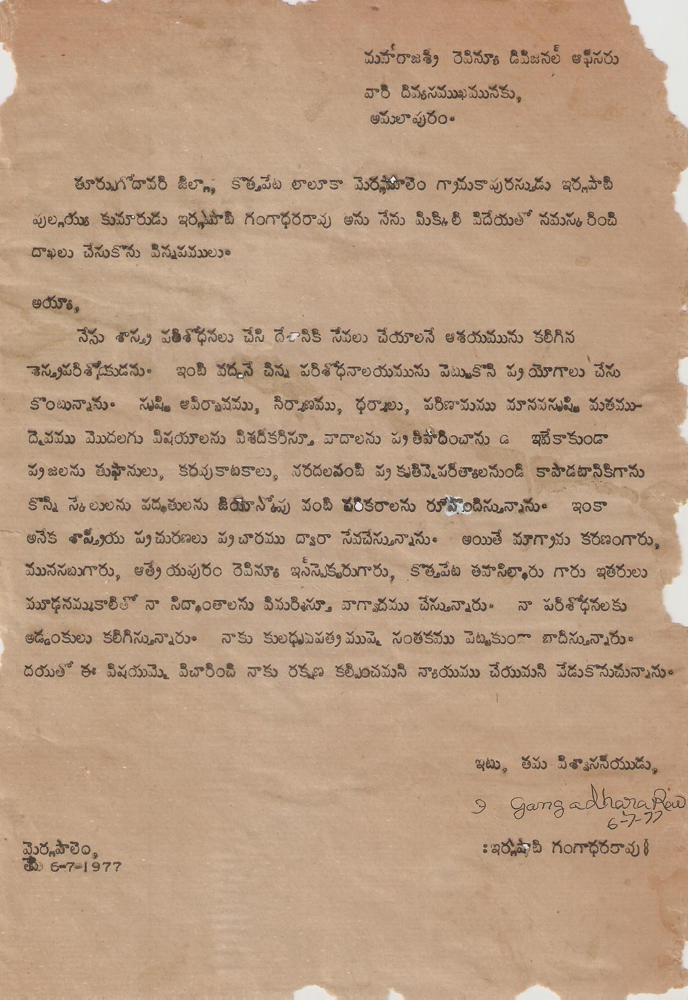 మహారాజశ్రీ రెవిన్యూ డివిజనల్ ఆఫీసరు
వారి దివ్యసముఖమునకు,
అమలాపురం.
తూర్పుగోదావరి జిల్లా, కొత్తపేట తాలూకా మెర్లపాలెం గ్రామకాపురస్తుడు ఇర్లపాటి
పుల్లయ్య కుమారుడు ఇర్లపాటి గంగాధరరావు అను నేను మిక్కిలి విదేయతో నమస్కరించి
దాఖలు చేసుకొను విన్నపములు.
అయ్యా,
నేను శాస్త్ర పరిశోధనలు చేసి దేశానికి సేవలు చేయాలనే ఆశయమును కలిగిన
శాస్త్రపరిశోధకుడను. ఇంటి వద్దనే చిన్న పరిశోధనాలయమును పెట్టుకొని ప్రయోగాలు చేసు
కొంటున్నాను. సృష్టి ఆవిర్భావము, నిర్మాణము, ధర్మాలు, పరిణామము మానవసృష్టి మతము-
దైవము మొదలగు విషయాలను విశదీకరిస్తూ వాదాలను ప్రతిపాదించాను. ఇవేకాకుండా
ప్రజలను తుఫానులు, కరవుకాటకాలు, వరదలవంటి ప్రకృతివైపరీత్యాలనుండి కాపాడటానికిగాను
కొన్ని స్కేలులను పద్ధతులను జియోస్కోపు వంటి పరికరాలను రూపొందిస్తున్నాను. ఇంకా
అనేక శాస్త్రీయ ప్రచురణలు ప్రచారము ద్వారా సేవచేస్తున్నాను. అయితే మాగ్రామ కరణంగారు,
మునసబుగారు, ఆత్రేయపురం రెవిన్యూ ఇన్‌స్పెక్టరుగారు, కొత్తపేట తహసిల్దారు గారు ఇతరులు
మూఢనమ్మకాలితో నా సిద్ధాంతాలను విమరిశిస్తూ వాగ్వాదము చేస్తున్నారు. నా పరిశోధనలకు
అడ్డంకులు కలిగిస్తున్నారు. నాకు కులధృవపత్రముపై సంతకము పెట్టకుండా బాదిస్తున్నారు.
దయతో ఈ విషయమై విచారించి నాకు రక్షణ కల్పించమని న్యాయము చేయుమని వేడుకొనుచున్నాను.
ఇటు, తమ విశ్వాసనీయుడు,
I Gangadhara Rao
6-7-77
:ఇర్లపాటి గంగాధరరావు:
మెర్లపాలెం,
తేదీ 6-7-1977